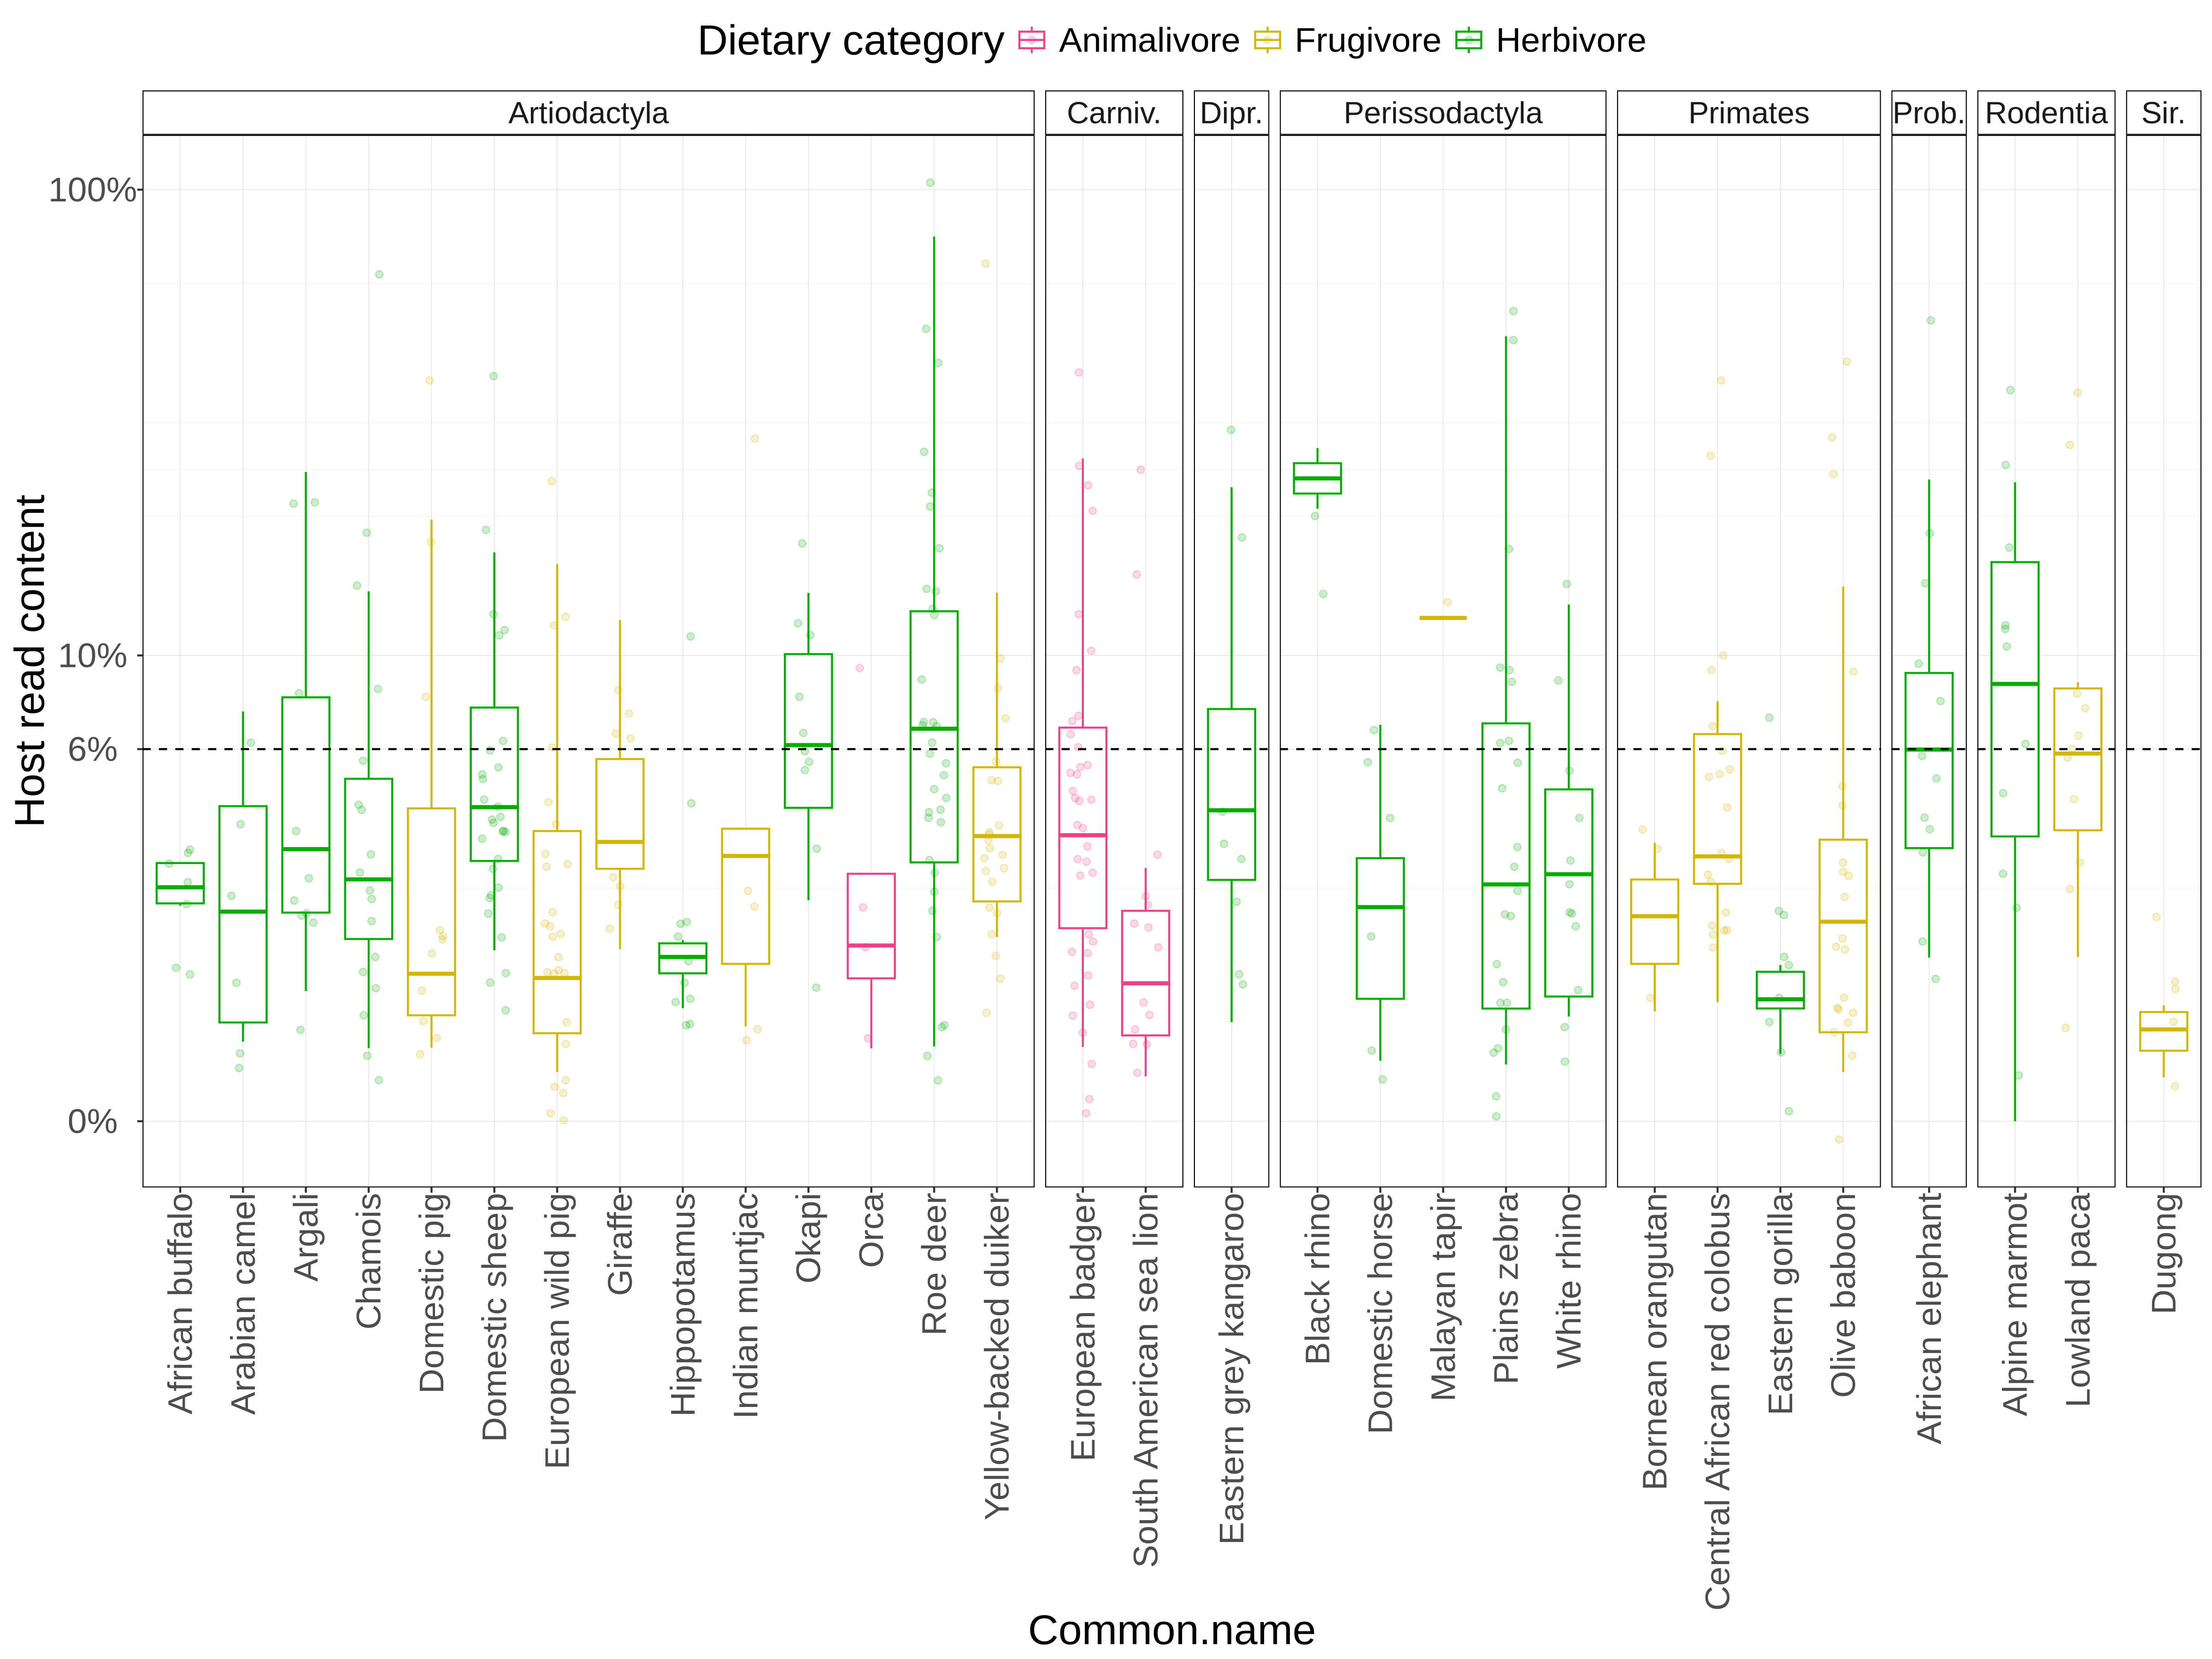 Dietary category Animalivore Frugivore Herbivore
Artiodactyla Carniv. Dipr. Perissodactyla Primates Prob. Rodentia Sir.
Host read content
100%
10%
6%
0%
African buffalo
Arabian camel
Argali
Chamois
Domestic pig
Domestic sheep
European wild pig
Giraffe
Hippopotamus
Indian muntjac
Okapi
Orca
Roe deer
Yellow-backed duiker
European badger
South American sea lion
Eastern grey kangaroo
Black rhino
Domestic horse
Malayan tapir
Plains zebra
White rhino
Bornean orangutan
Central African red colobus
Eastern gorilla
Olive baboon
African elephant
Alpine marmot
Lowland paca
Dugong
Common.name